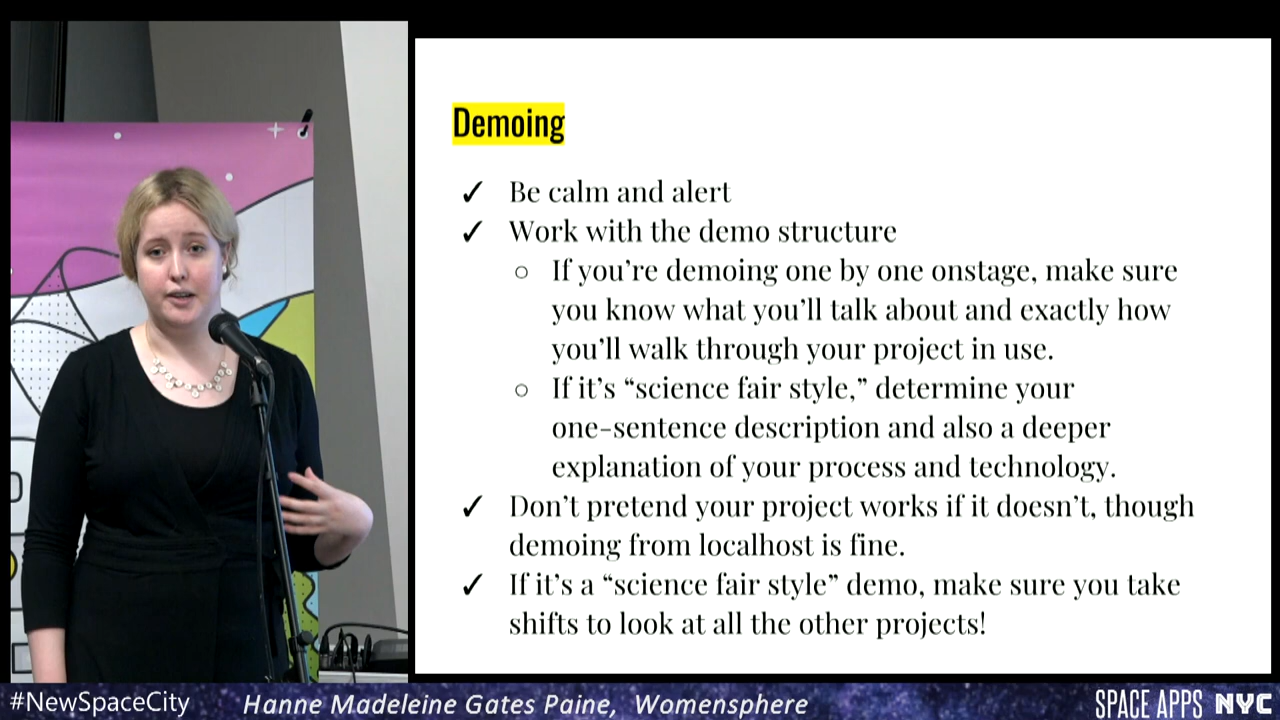 Demoing
✓ Be calm and alert
✓ Work with the demo structure
○ If you’re demoing one by one onstage, make sure
you know what you’ll talk about and exactly how
you’ll walk through your project in use.
○ If it’s “science fair style,” determine your
one-sentence description and also a deeper
explanation of your process and technology.
✓ Don’t pretend your project works if it doesn’t, though
demoing from localhost is fine.
✓ If it’s a “science fair style” demo, make sure you take
shifts to look at all the other projects!
#NewSpaceCity
Hanne Madeleine Gates Paine, Womensphere
SPACE APPS NYC